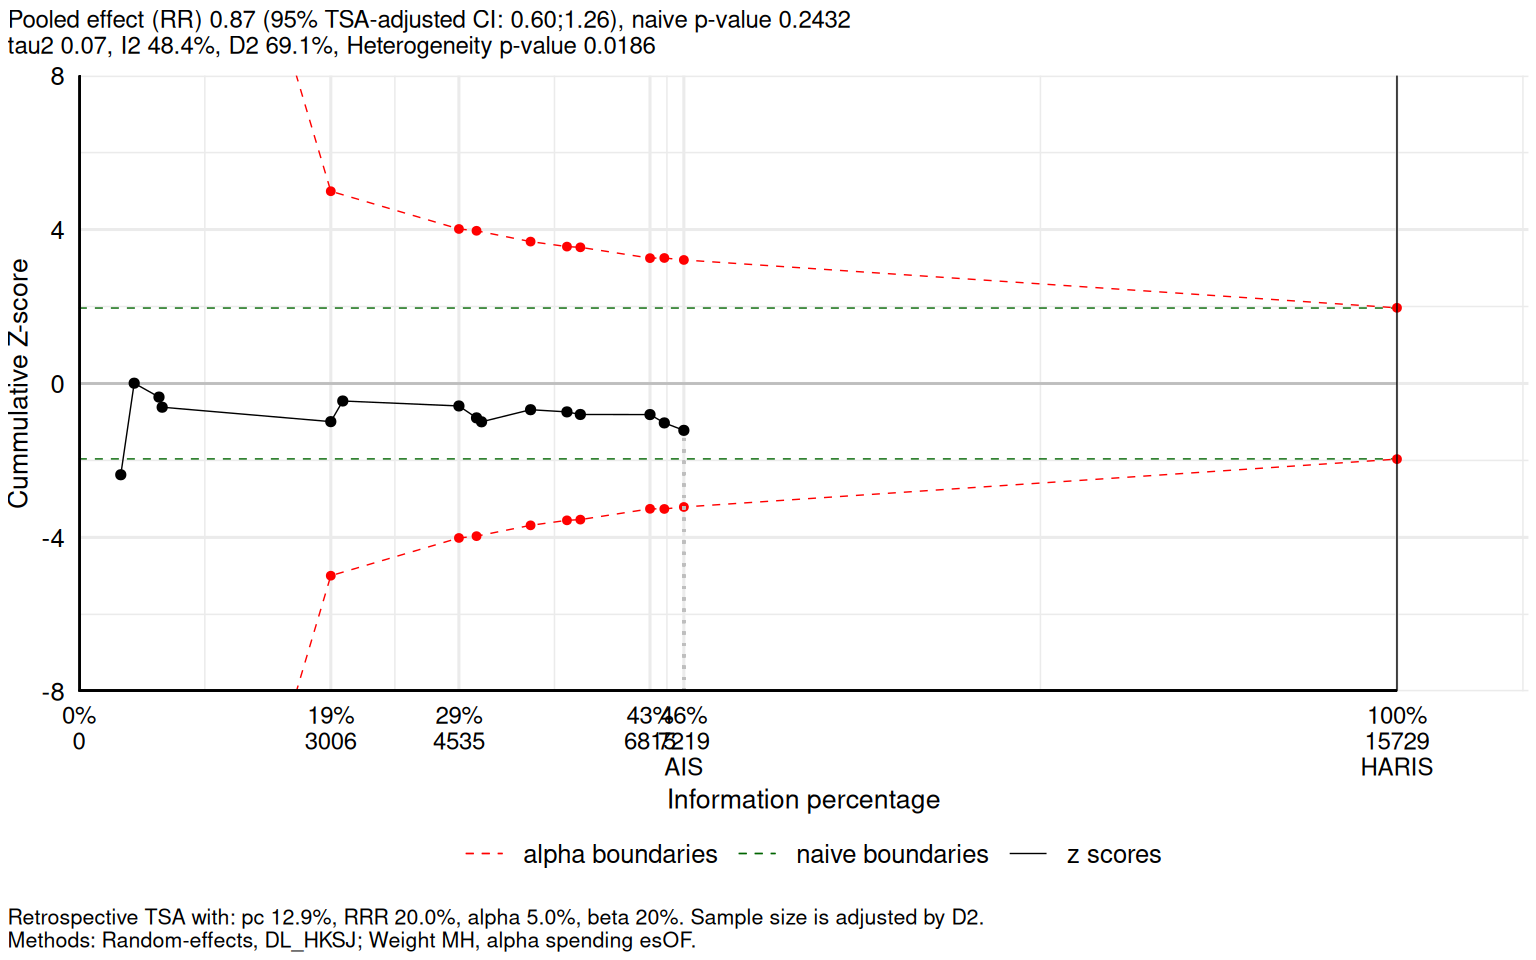 Pooled effect (RR) 0.87 (95% TSA-adjusted CI: 0.60;1.26), naive p-value 0.2432
tau2 0.07, I2 48.4%, D2 69.1%, Heterogeneity p-value 0.0186
8
4
0
-4
-8
Cummulative Z-score
0% 19% 29% 43% 46% 100%
0 3006 4535 7219 15729
AIS HARIS
Information percentage
alpha boundaries naive boundaries z scores
Retrospective TSA with: pc 12.9%, RRR 20.0%, alpha 5.0%, beta 20%. Sample size is adjusted by D2.
Methods: Random-effects, DL_HKSJ; Weight MH, alpha spending esOF.